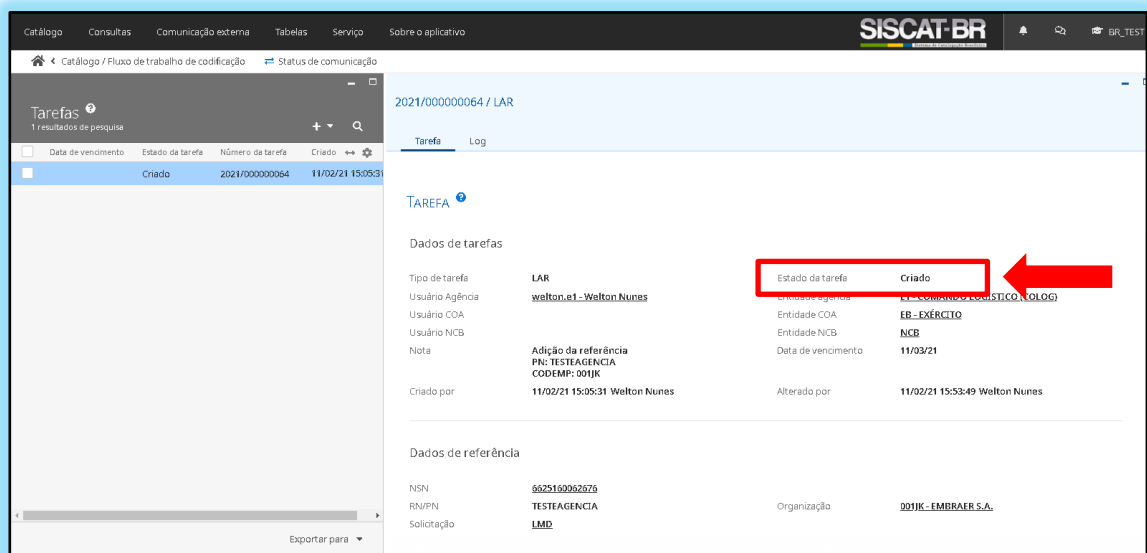 Catálogo Consultas Comunicação externa Tabelas Serviço Sobre o aplicativo SISCAT-BR BR_TEST
Catálogo / Fluxo de trabalho de codificação Status de comunicação
Tarefas
1 resultados de pesquisa
Data de vencimento Estado da tarefa Número da tarefa Criado
Criado 2021/000000064 11/02/21 15:05:31
Exportar para
2021/000000064 / LAR
Tarefa Log
TAREFA
Dados de tarefas
Tipo de tarefa LAR Estado da tarefa Criado
Usuário Agência welton.e1 - Welton Nunes Entidade agência E1 - COMANDO LOGÍSTICO (COLOG)
Usuário COA Entidade COA EB - EXÉRCITO
Usuário NCB Entidade NCB NCB
Nota Adição da referência Data de vencimento 11/03/21
PN: TESTEAGENCIA
CODEMP: 001JK
Criado por 11/02/21 15:05:31 Welton Nunes Alterado por 11/02/21 15:53:49 Welton Nunes
Dados de referência
NSN 6625160062676
RN/PN TESTEAGENCIA Organização 001JK - EMBRAER S.A.
Solicitação LMD